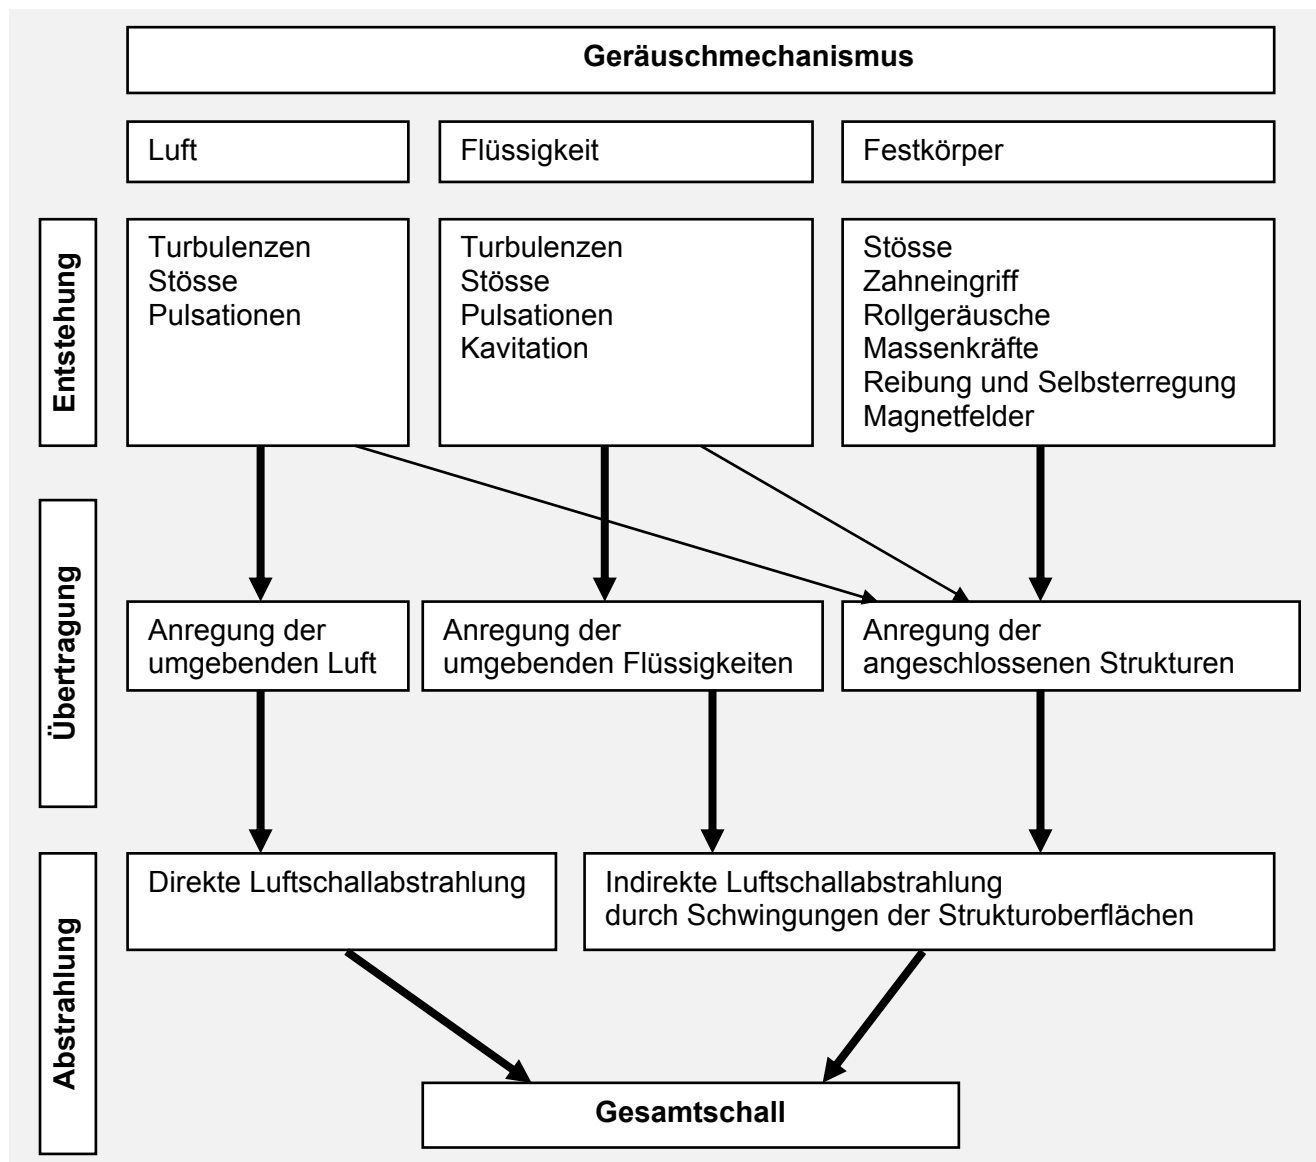 Geräuschmechanismus
Luft
Flüssigkeit
Festkörper
Entstehung
Turbulenzen
Stösse
Pulsationen
Turbulenzen
Stösse
Pulsationen
Kavitation
Stösse
Zahneingriff
Rollgeräusche
Massenkräfte
Reibung und Selbsterregung
Magnetfelder
Übertragung
Anregung der
umgebenden Luft
Anregung der
umgebenden Flüssigkeiten
Anregung der
angeschlossenen Strukturen
Abstrahlung
Direkte Luftschallabstrahlung
Indirekte Luftschallabstrahlung
durch Schwingungen der Strukturoberflächen
Gesamtschall